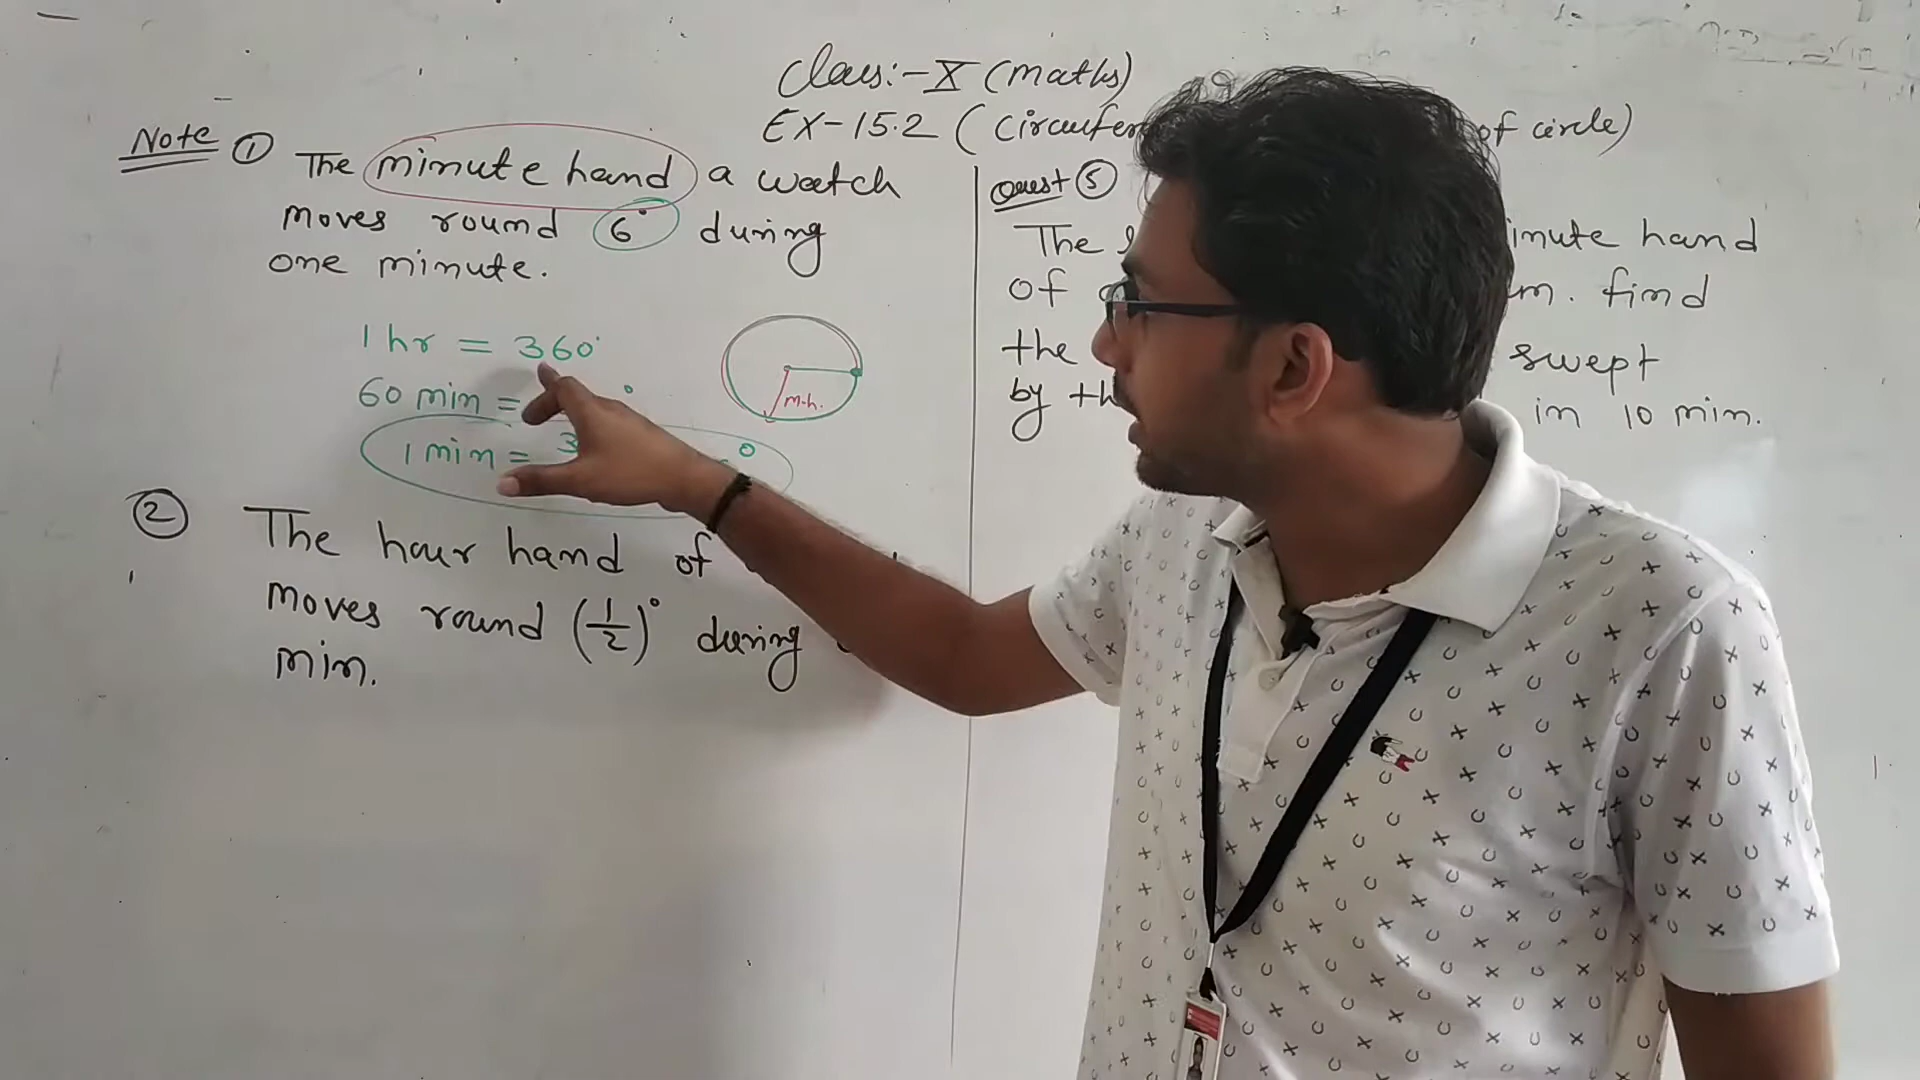 Class:-X (maths)
EX-15.2 (Circumfer of circle)
Note ① The minute hand a watch
moves round 6° during
one minute.
1 hr = 360°
60 min = °
1 min = 3 °
m.h.
② The hour hand of
moves round (1/2)° during
min.
Quest ⑤
The minute hand
of m. find
the swept
by th in 10 min.